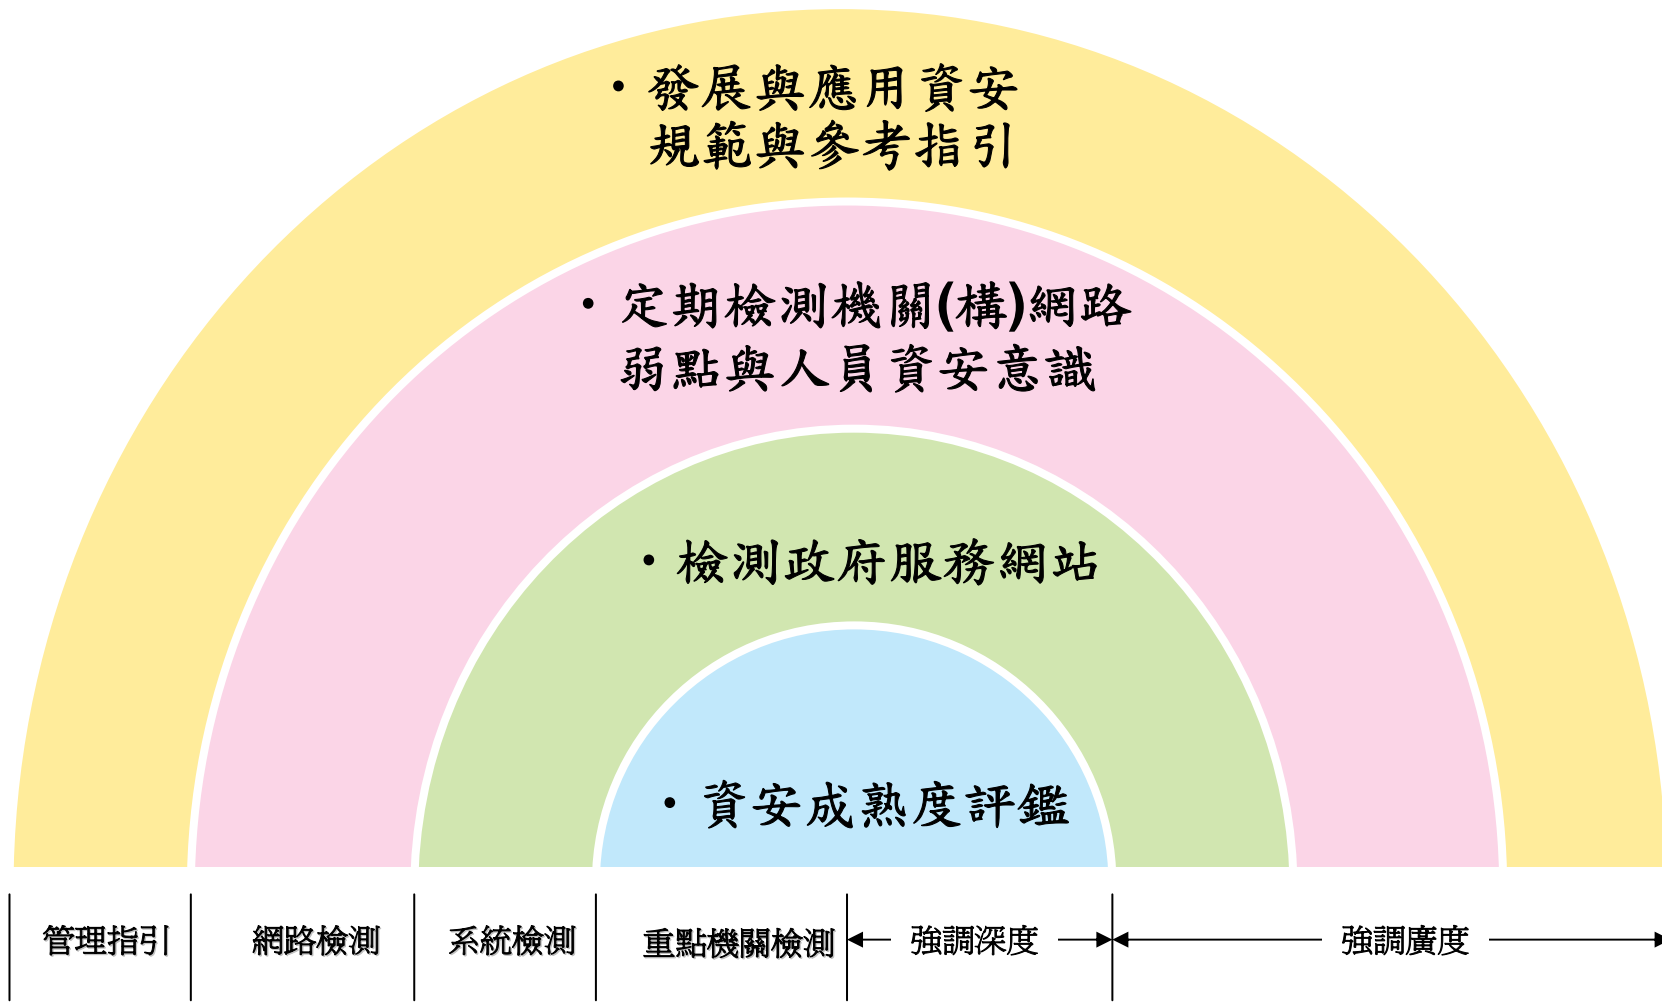 ・發展與應用資安
規範與參考指引
・定期檢測機關(構)網路
弱點與人員資安意識
・檢測政府服務網站
・資安成熟度評鑑
管理指引
網路檢測
系統檢測
重點機關檢測
強調深度
強調廣度